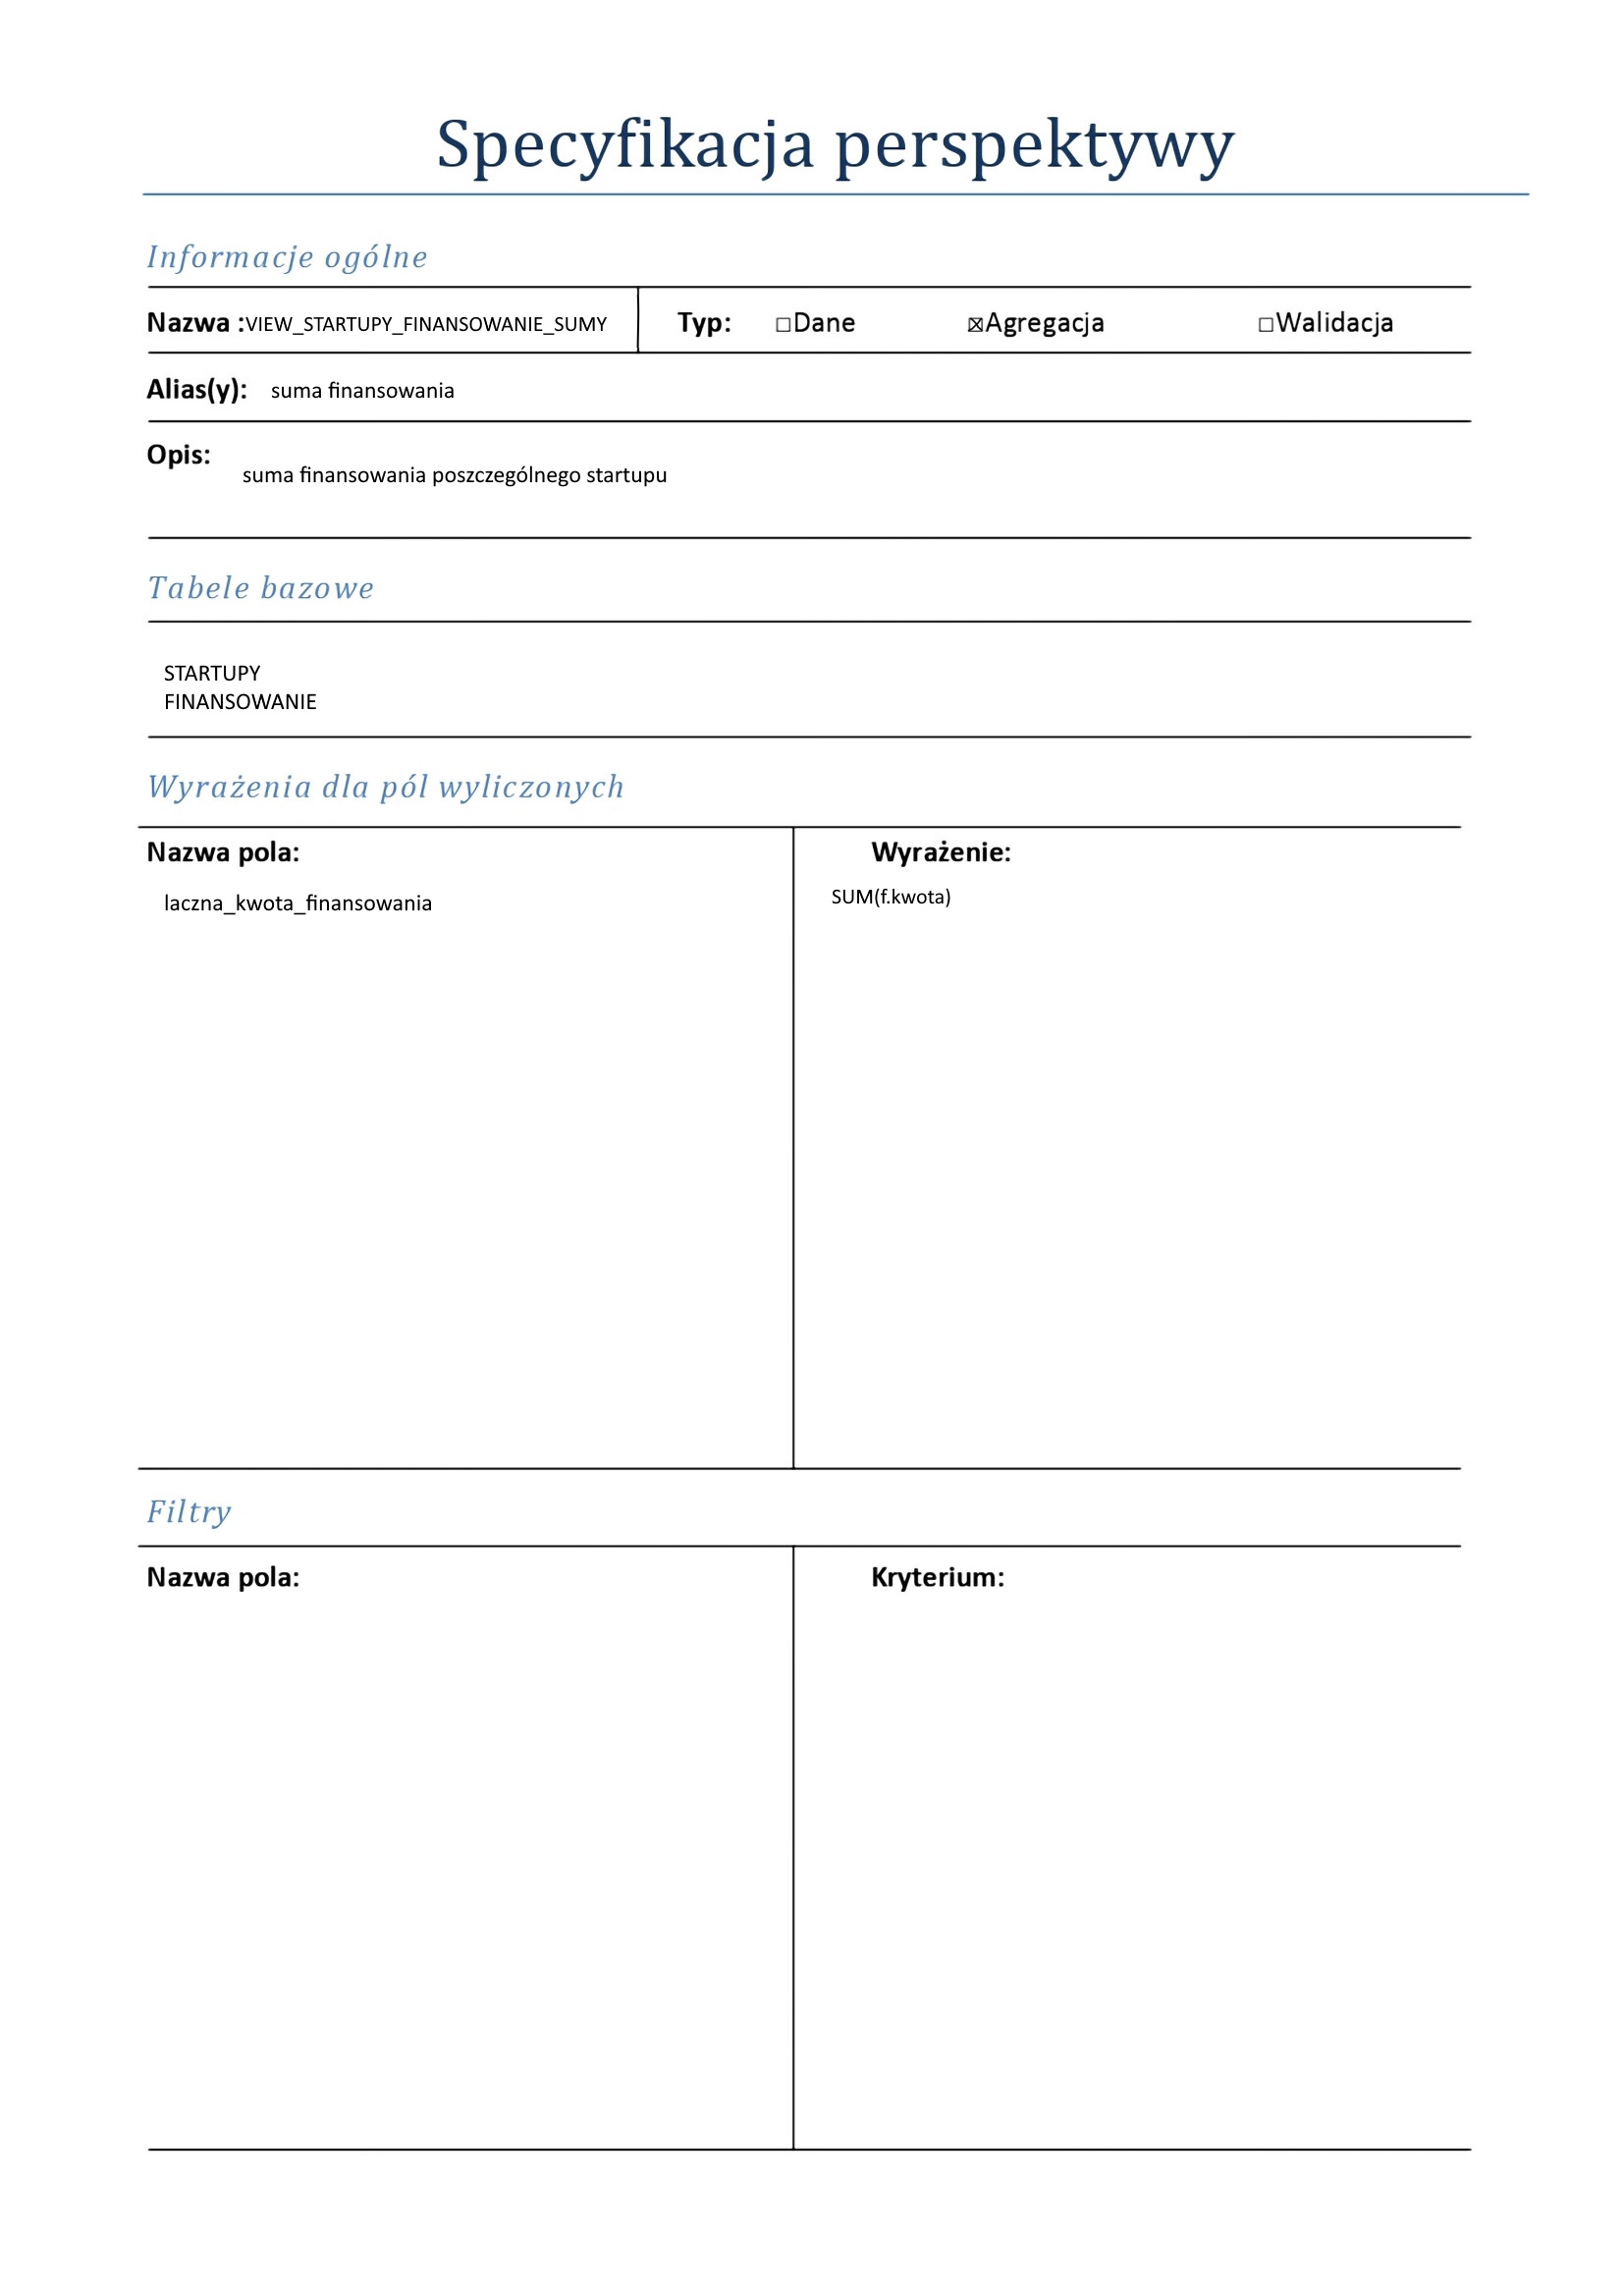 Specyfikacja perspektywy
Informacje ogólne
Nazwa :VIEW_STARTUPY_FINANSOWANIE_SUMY Typ: ☐Dane ☒Agregacja ☐Walidacja
Alias(y): suma finansowania
Opis:
suma finansowania poszczególnego startupu
Tabele bazowe
STARTUPY
FINANSOWANIE
Wyrażenia dla pól wyliczonych
Nazwa pola: Wyrażenie:
laczna_kwota_finansowania SUM(f.kwota)
Filtry
Nazwa pola: Kryterium: